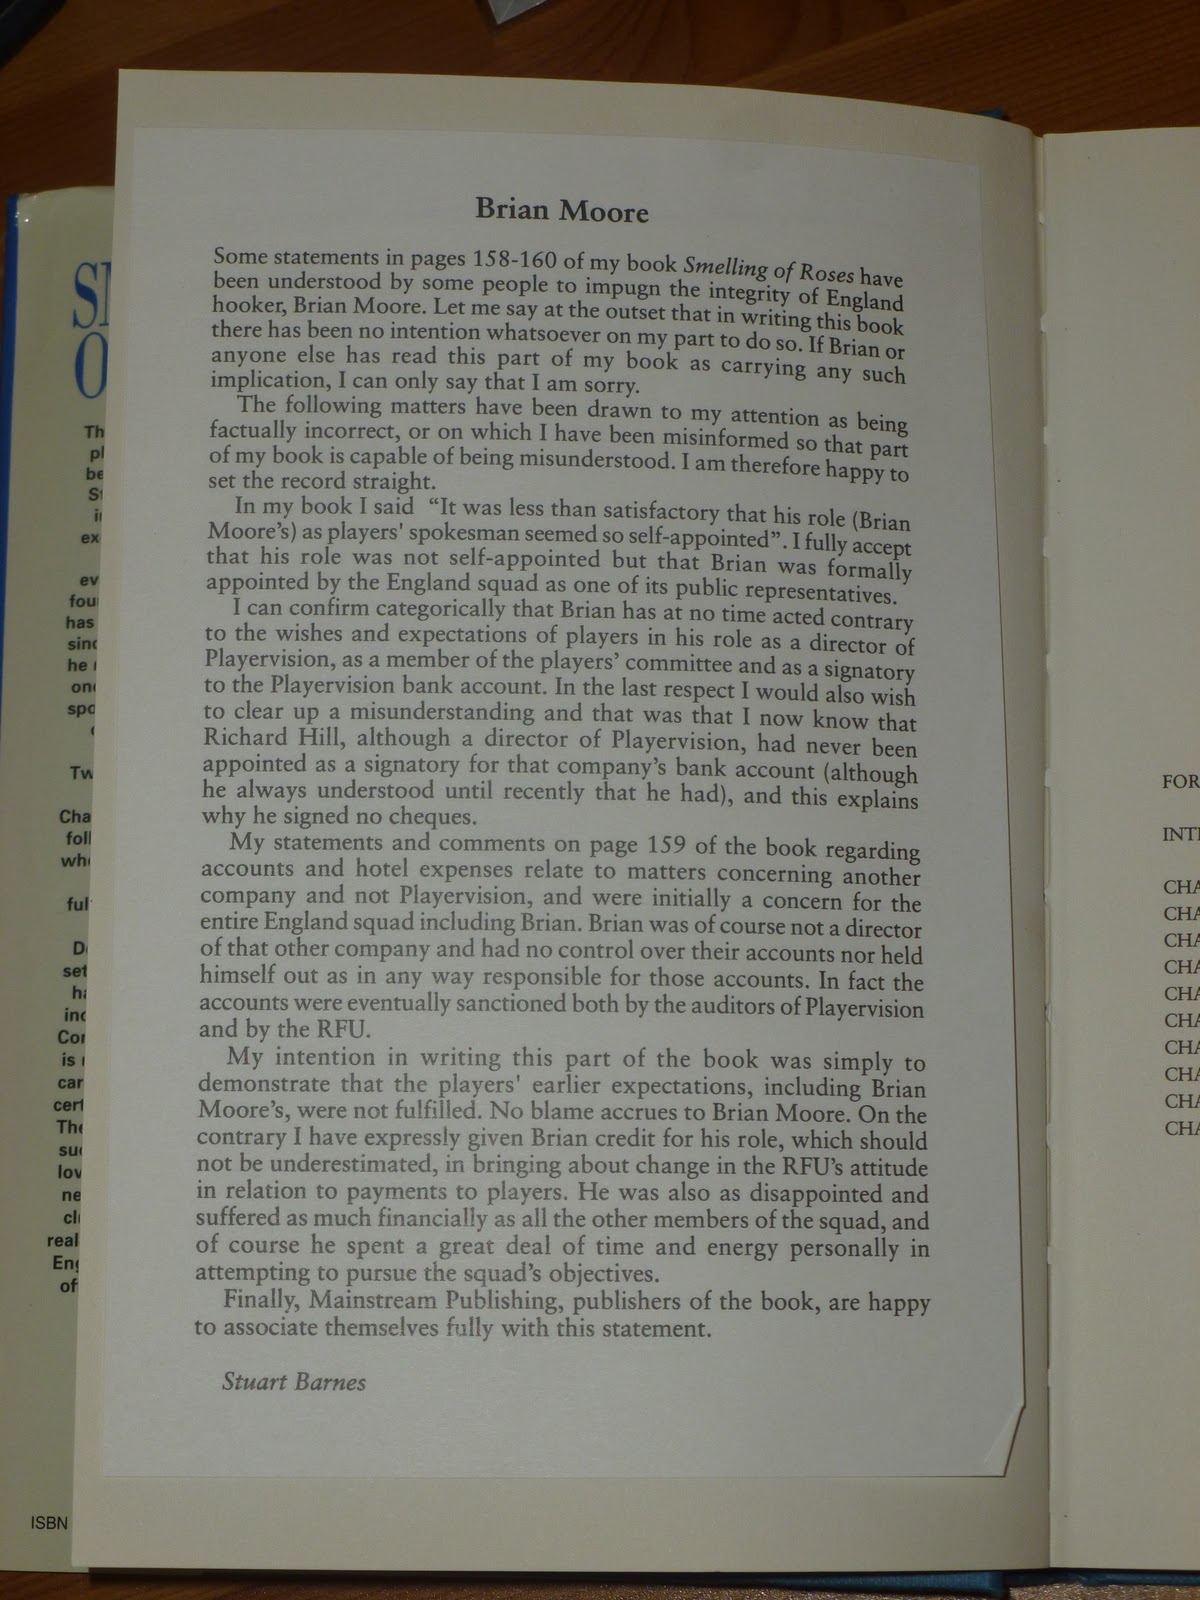 Brian Moore
Some statements in pages 158-160 of my book Smelling of Roses have
been understood by some people to impugn the integrity of England
hooker, Brian Moore. Let me say at the outset that in writing this book
there has been no intention whatsoever on my part to do so. If Brian or
anyone else has read this part of my book as carrying any such
implication, I can only say that I am sorry.
The following matters have been drawn to my attention as being
factually incorrect, or on which I have been misinformed so that part
of my book is capable of being misunderstood. I am therefore happy to
set the record straight.
In my book I said “It was less than satisfactory that his role (Brian
Moore's) as players' spokesman seemed so self-appointed”. I fully accept
that his role was not self-appointed but that Brian was formally
appointed by the England squad as one of its public representatives.
I can confirm categorically that Brian has at no time acted contrary
to the wishes and expectations of players in his role as a director of
Playervision, as a member of the players’ committee and as a signatory
to the Playervision bank account. In the last respect I would also wish
to clear up a misunderstanding and that was that I now know that
Richard Hill, although a director of Playervision, had never been
appointed as a signatory for that company’s bank account (although
he always understood until recently that he had), and this explains
why he signed no cheques.
My statements and comments on page 159 of the book regarding
accounts and hotel expenses relate to matters concerning another
company and not Playervision, and were initially a concern for the
entire England squad including Brian. Brian was of course not a director
of that other company and had no control over their accounts nor held
himself out as in any way responsible for those accounts. In fact the
accounts were eventually sanctioned both by the auditors of Playervision
and by the RFU.
My intention in writing this part of the book was simply to
demonstrate that the players' earlier expectations, including Brian
Moore’s, were not fulfilled. No blame accrues to Brian Moore. On the
contrary I have expressly given Brian credit for his role, which should
not be underestimated, in bringing about change in the RFU’s attitude
in relation to payments to players. He was also as disappointed and
suffered as much financially as all the other members of the squad, and
of course he spent a great deal of time and energy personally in
attempting to pursue the squad’s objectives.
Finally, Mainstream Publishing, publishers of the book, are happy
to associate themselves fully with this statement.
Stuart Barnes
ISBN